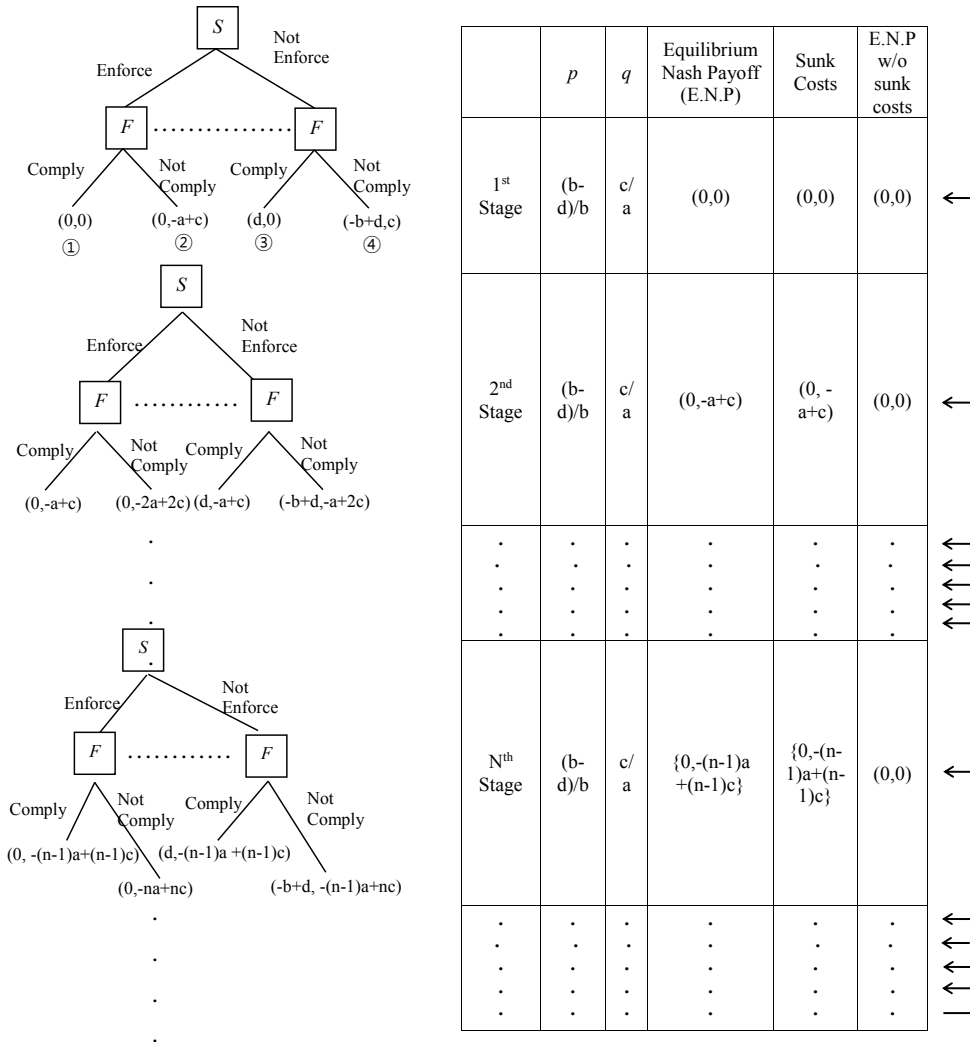 S
Enforce
Not
Enforce
F ..................... F
Comply
Not
Comply
Comply
Not
Comply
(0,0) (0,-a+c) (d,0) (-b+d,c)
① ② ③ ④
S
Enforce
Not
Enforce
F ............. F
Comply
Not
Comply
Comply
Not
Comply
(0,-a+c) (0,-2a+2c) (d,-a+c) (-b+d,-a+2c)
.
.
.
S
.
Enforce
Not
Enforce
F ............. F
Comply
Not
Comply
Comply
Not
Comply
(0, -(n-1)a+(n-1)c) (d,-(n-1)a +(n-1)c)
(0,-na+nc) (-b+d, -(n-1)a+nc)
.
.
.
.
p
q
Equilibrium
Nash Payoff
(E.N.P)
Sunk
Costs
E.N.P
w/o
sunk
costs
1st
Stage
(b-
d)/b
c/
a
(0,0)
(0,0)
(0,0)
←
2nd
Stage
(b-
d)/b
c/
a
(0,-a+c)
(0, -
a+c)
(0,0)
←
. . . . . . ←
. . . . . . ←
. . . . . . ←
. . . . . . ←
. . . . . . ←
Nth
Stage
(b-
d)/b
c/
a
{0,-(n-1)a
+(n-1)c}
{0,-(n-
1)a+(n-
1)c}
(0,0)
←
. . . . . . ←
. . . . . . ←
. . . . . . ←
. . . . . . ←
. . . . . .